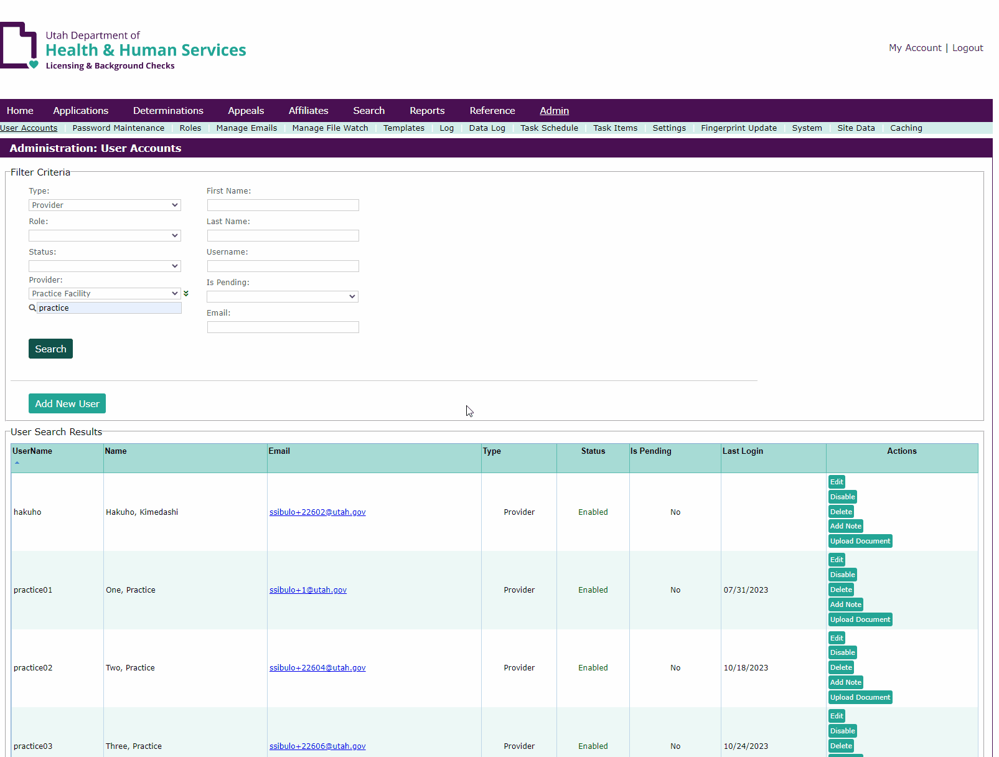 Utah Department of
Health & Human Services
Licensing & Background Checks
My Account | Logout
Home Applications Determinations Appeals Affiliates Search Reports Reference Admin
User Accounts Password Maintenance Roles Manage Emails Manage File Watch Templates Log Data Log Task Schedule Task Items Settings Fingerprint Update System Site Data Caching
Administration: User Accounts
Filter Criteria
Type: First Name:
Provider
Role: Last Name:
Status: Username:
Provider: Is Pending:
Practice Facility
practice
Email:
Search
Add New User
User Search Results
UserName Name Email Type Status Is Pending Last Login Actions
Edit
Disable
hakuho Hakuho, Kimedashi ssibulo+22602@utah.gov Provider Enabled No Delete
Add Note
Upload Document
Edit
Disable
practice01 One, Practice ssibulo+1@utah.gov Provider Enabled No 07/31/2023 Delete
Add Note
Upload Document
Edit
Disable
practice02 Two, Practice ssibulo+22604@utah.gov Provider Enabled No 10/18/2023 Delete
Add Note
Upload Document
Edit
Disable
practice03 Three, Practice ssibulo+22606@utah.gov Provider Enabled No 10/24/2023 Delete